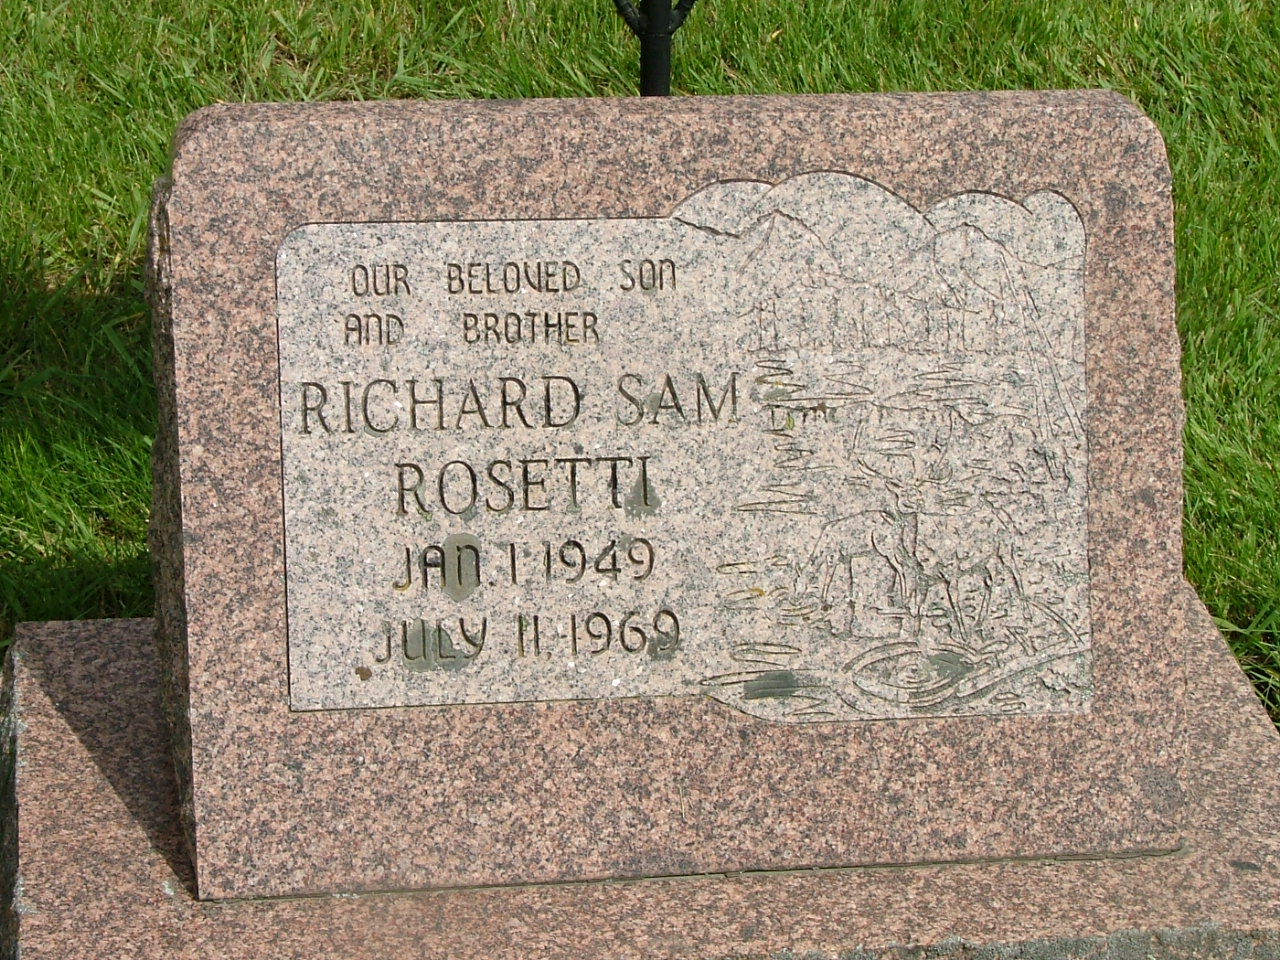 OUR BELOVED SON
AND BROTHER
RICHARD SAM
ROSETTI
JAN. 1 1949
JULY 11. 1969